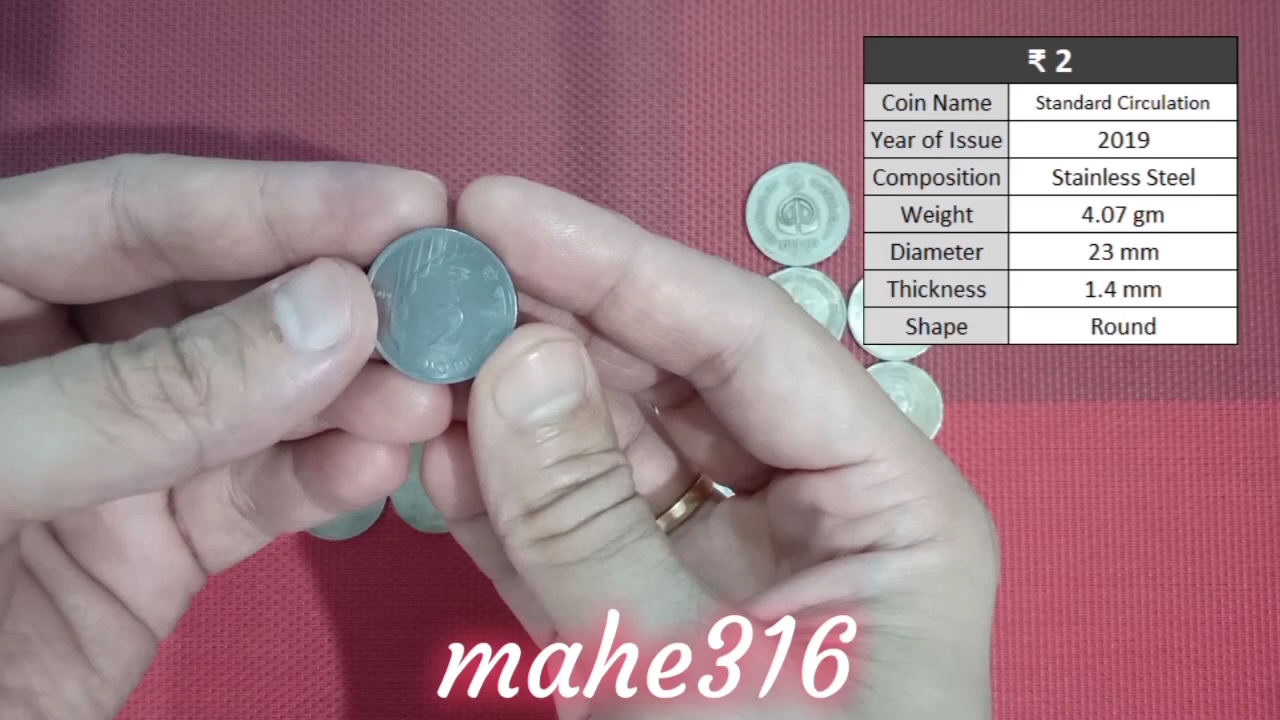 ₹ 2
Coin Name Standard Circulation
Year of Issue 2019
Composition Stainless Steel
Weight 4.07 gm
Diameter 23 mm
Thickness 1.4 mm
Shape Round
2
mahe316